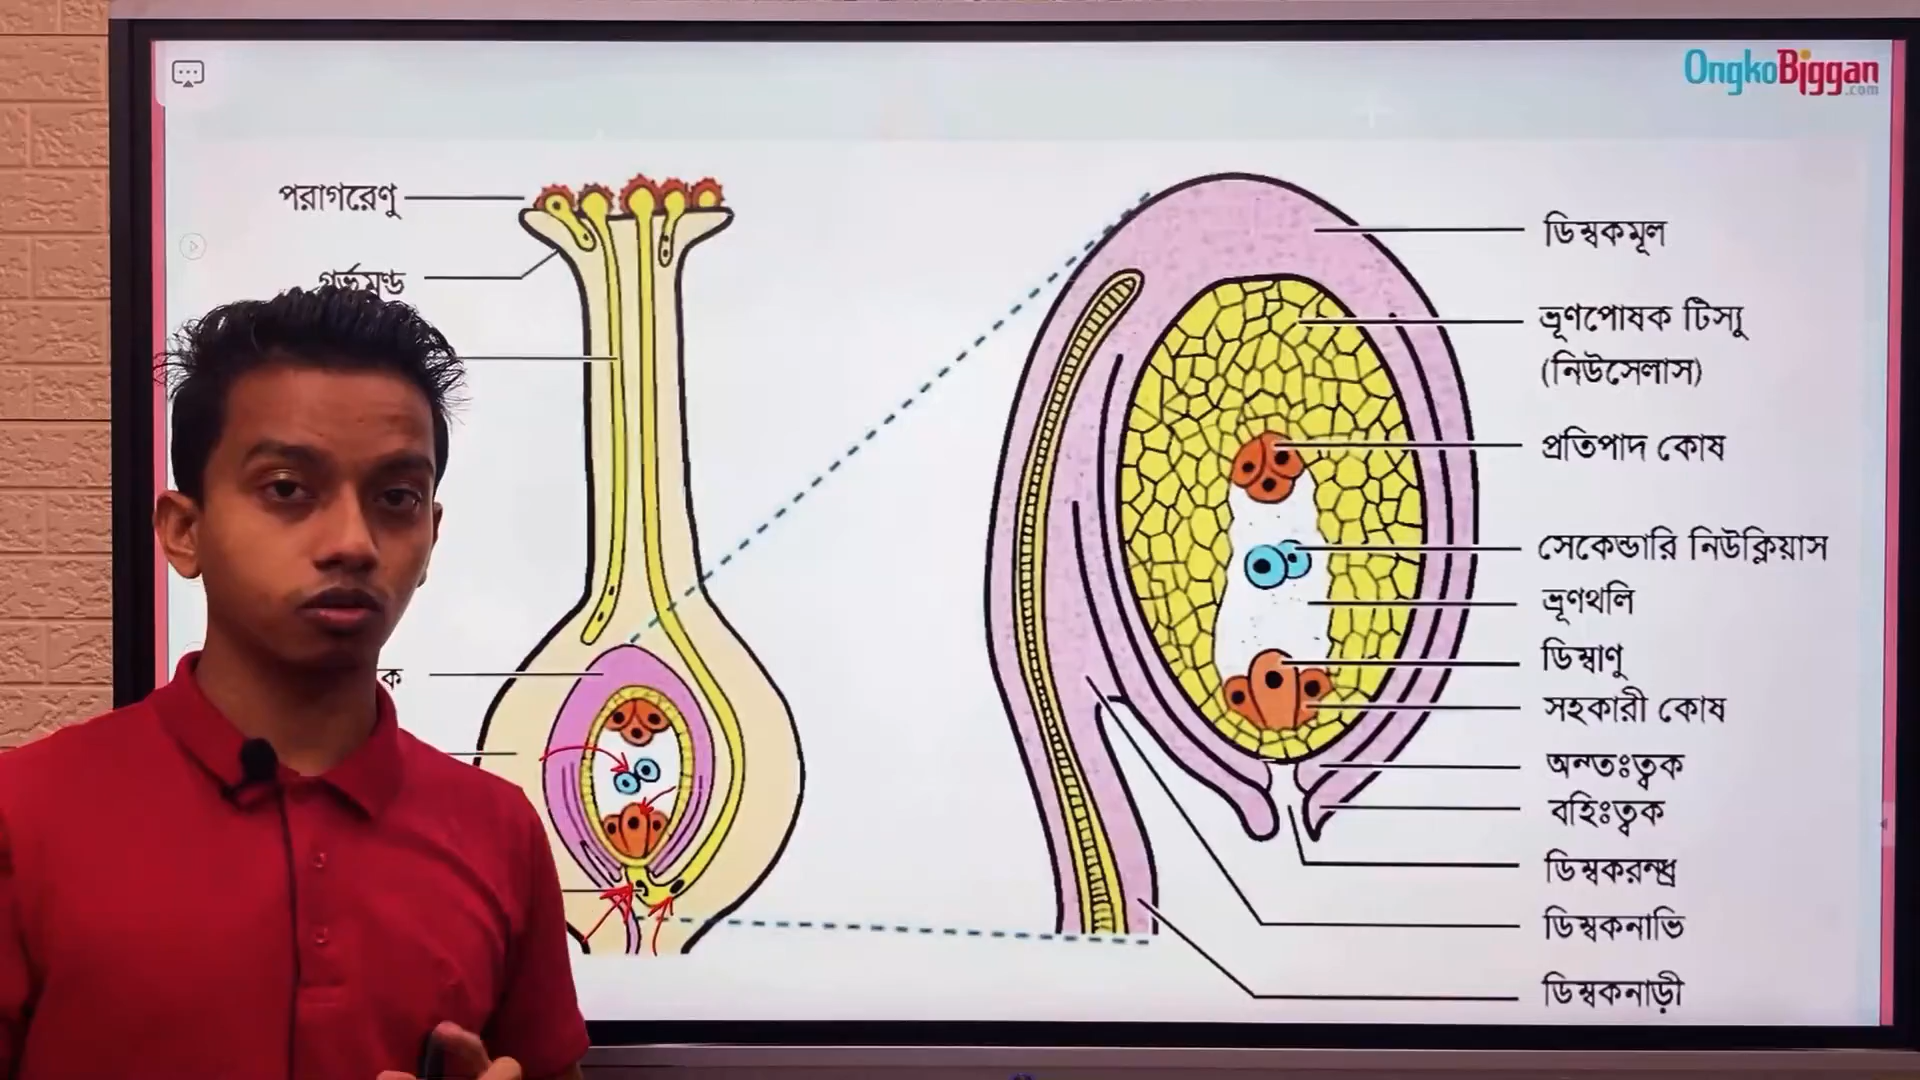 OngkoBiggan
.com
পরাগরেণু
গর্ভমুণ্ড
ক
ডিম্বকমূল
ভ্রূণপোষক টিস্যু
(নিউসেলাস)
প্রতিপাদ কোষ
সেকেন্ডারি নিউক্লিয়াস
ভ্রূণথলি
ডিম্বাণু
সহকারী কোষ
অন্তঃত্বক
বহিঃত্বক
ডিম্বকরন্ধ্র
ডিম্বকনাভি
ডিম্বকনাড়ী